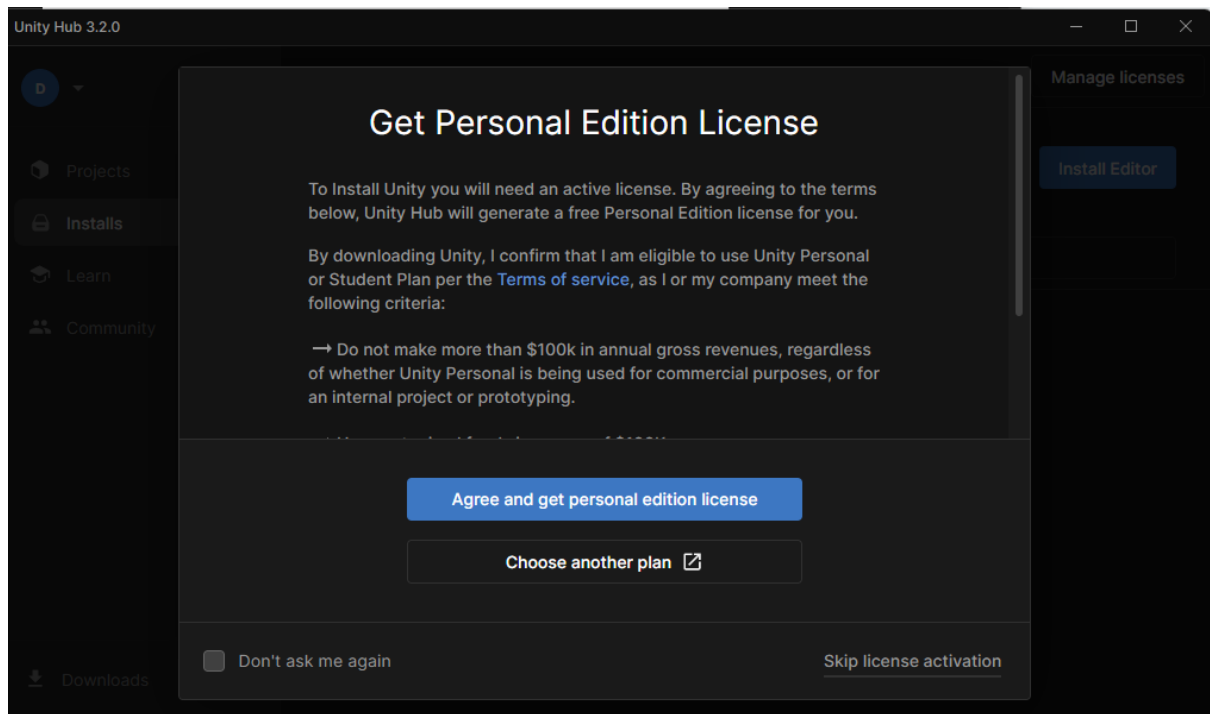 Unity Hub 3.2.0
D
Manage licenses
Get Personal Edition License
Projects
Install Editor
To Install Unity you will need an active license. By agreeing to the terms
below, Unity Hub will generate a free Personal Edition license for you.
Installs
By downloading Unity, I confirm that I am eligible to use Unity Personal
or Student Plan per the Terms of service, as I or my company meet the
following criteria:
Learn
Community
→ Do not make more than $100k in annual gross revenues, regardless
of whether Unity Personal is being used for commercial purposes, or for
an internal project or prototyping.
Agree and get personal edition license
Choose another plan
Don't ask me again
Skip license activation
Downloads